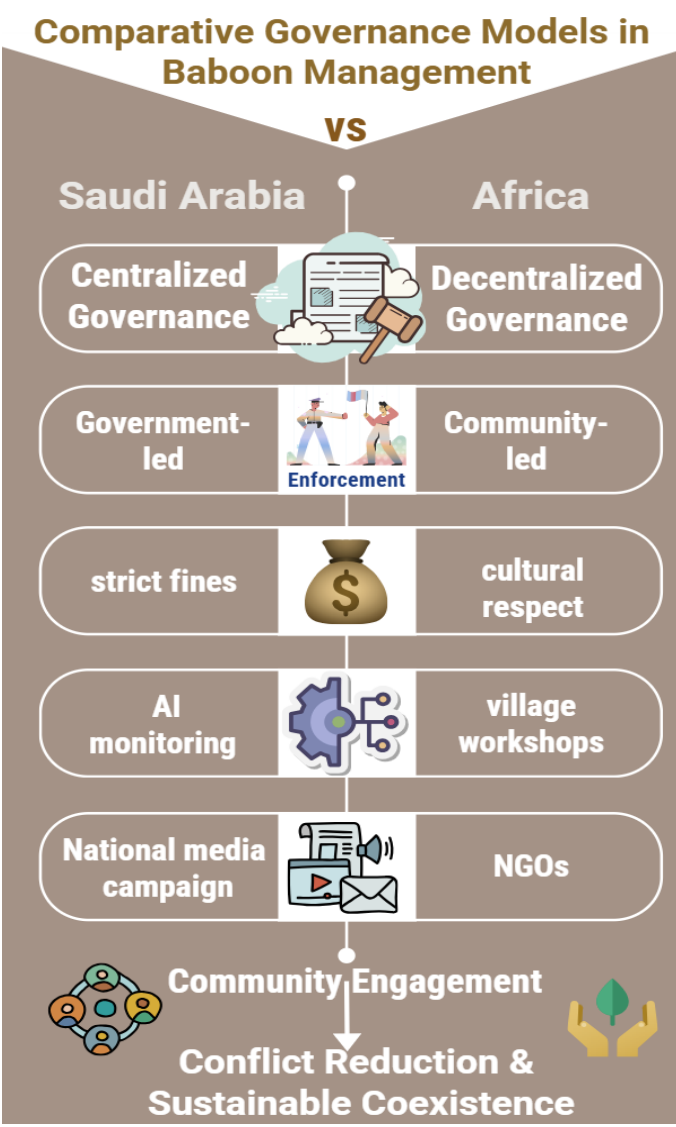 Comparative Governance Models in
Baboon Management
vs
Saudi Arabia
Africa
Centralized
Governance
Decentralized
Governance
Government-
led
Enforcement
Community-
led
strict fines
$
cultural
respect
AI
monitoring
village
workshops
National media
campaign
NGOs
Community Engagement
Conflict Reduction &
Sustainable Coexistence